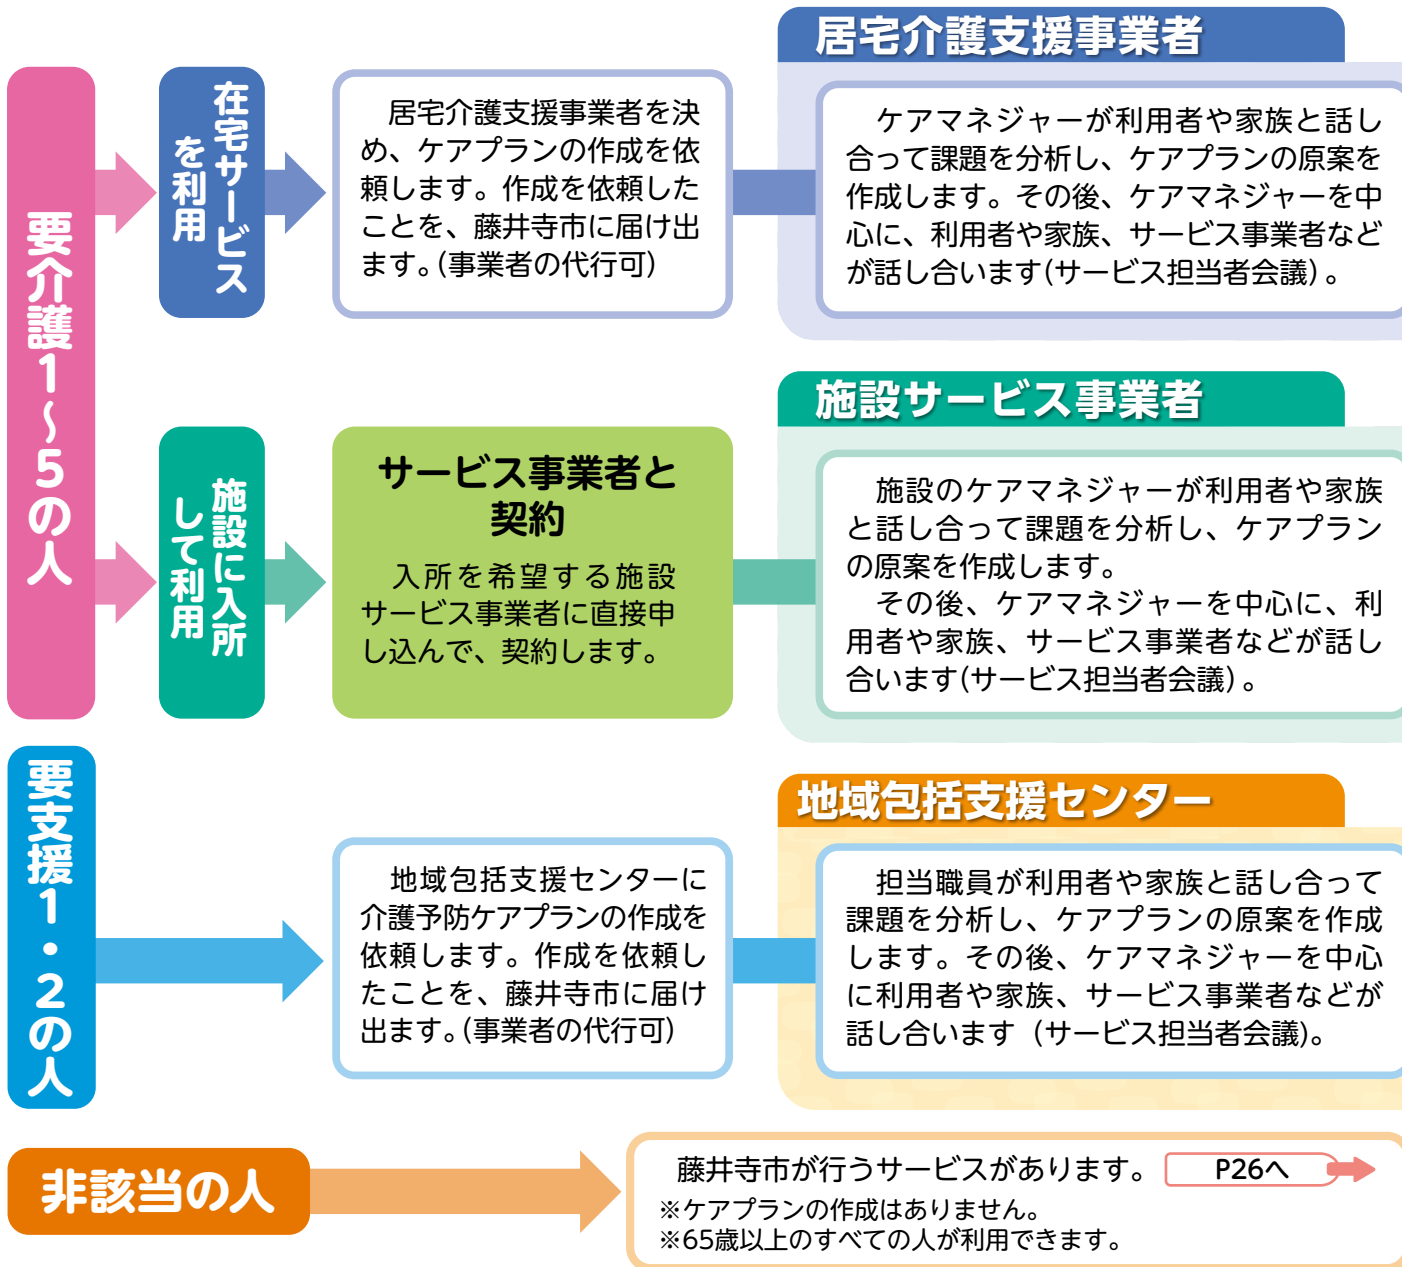 要介護1～5の人
在宅サービス
を利用
居宅介護支援事業者を決
め、ケアプランの作成を依
頼します。作成を依頼した
ことを、藤井寺市に届け出
ます。(事業者の代行可)
居宅介護支援事業者
ケアマネジャーが利用者や家族と話し
合って課題を分析し、ケアプランの原案を
作成します。その後、ケアマネジャーを中
心に、利用者や家族、サービス事業者など
が話し合います(サービス担当者会議)。
施設に入所
して利用
サービス事業者と
契約
入所を希望する施設
サービス事業者に直接申
し込んで、契約します。
施設サービス事業者
施設のケアマネジャーが利用者や家族
と話し合って課題を分析し、ケアプラン
の原案を作成します。
その後、ケアマネジャーを中心に、利
用者や家族、サービス事業者などが話し
合います(サービス担当者会議)。
要支援1・2の人
地域包括支援センターに
介護予防ケアプランの作成を
依頼します。作成を依頼し
たことを、藤井寺市に届け
出ます。(事業者の代行可)
地域包括支援センター
担当職員が利用者や家族と話し合って
課題を分析し、ケアプランの原案を作成
します。その後、ケアマネジャーを中心
に利用者や家族、サービス事業者などが
話し合います (サービス担当者会議)。
非該当の人
藤井寺市が行うサービスがあります。 P26へ
※ケアプランの作成はありません。
※65歳以上のすべての人が利用できます。